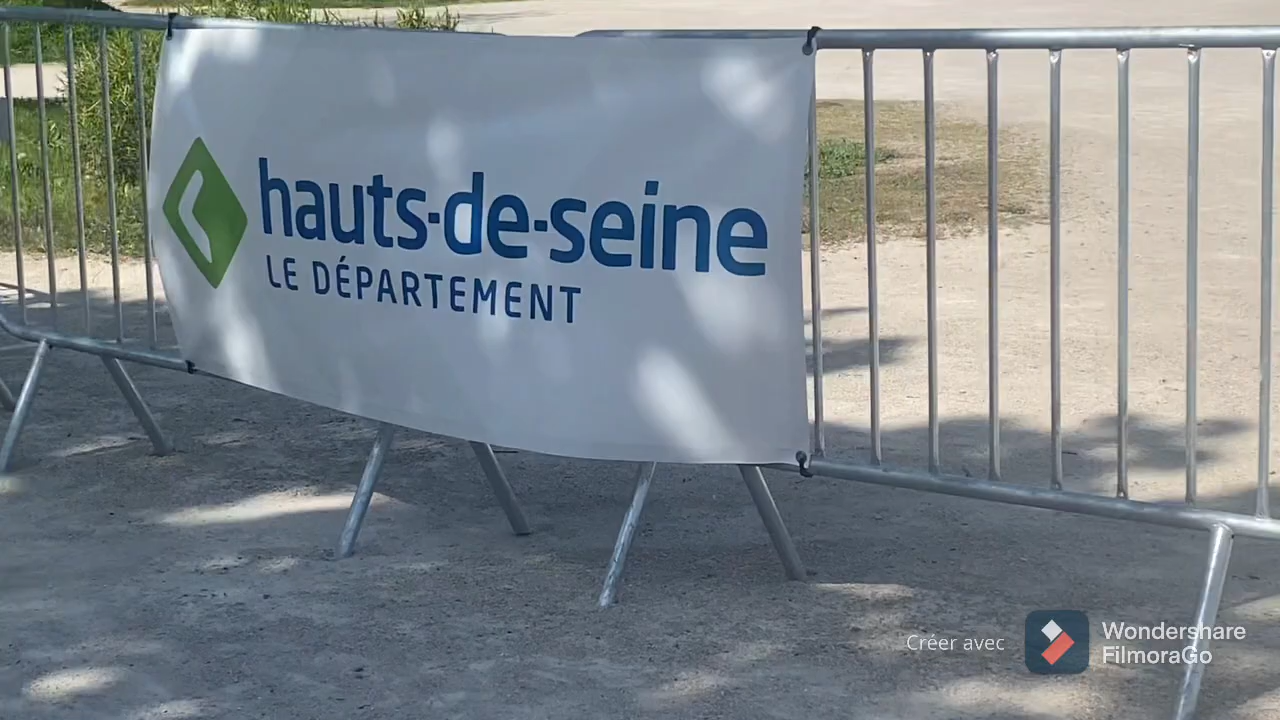 hauts-de-seine
LE DÉPARTEMENT
Créer avec
Wondershare
FilmoraGo